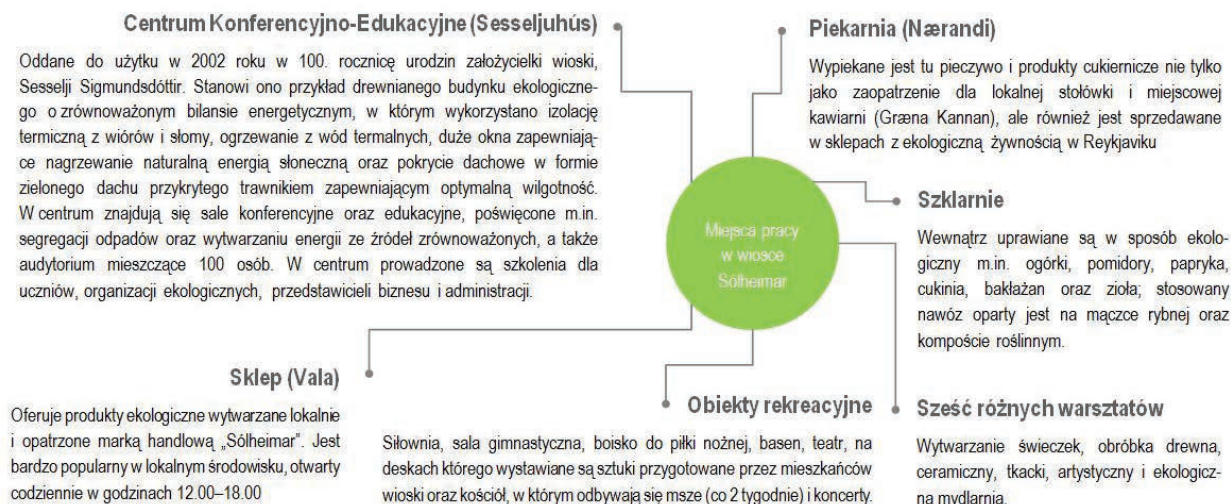 Centrum Konferencyjno-Edukacyjne (Sesseljuhús)
Oddane do użytku w 2002 roku w 100. rocznicę urodzin założycielki wioski,
Sesselji Sigmundsdóttir. Stanowi ono przykład drewnianego budynku ekologiczne-
go o zrównoważonym bilansie energetycznym, w którym wykorzystano izolację
termiczną z wiórów i słomy, ogrzewanie z wód termalnych, duże okna zapewniają-
ce nagrzewanie naturalną energią słoneczną oraz pokrycie dachowe w formie
zielonego dachu przykrytego trawnikiem zapewniającym optymalną wilgotność.
W centrum znajdują się sale konferencyjne oraz edukacyjne, poświęcone m.in.
segregacji odpadów oraz wytwarzaniu energii ze źródeł zrównoważonych, a także
audytorium mieszczące 100 osób. W centrum prowadzone są szkolenia dla
uczniów, organizacji ekologicznych, przedstawicieli biznesu i administracji.
Piekarnia (Nærandi)
Wypiekane jest tu pieczywo i produkty cukiernicze nie tylko
jako zaopatrzenie dla lokalnej stołówki i miejscowej
kawiarni (Græna Kannan), ale również jest sprzedawane
w sklepach z ekologiczną żywnością w Reykjaviku
Miejsca pracy
w wiosce
Sólheimar
Szklarnie
Wewnątrz uprawiane są w sposób ekolo-
giczny m.in. ogórki, pomidory, papryka,
cukinia, bakłażan oraz zioła; stosowany
nawóz oparty jest na mączce rybnej oraz
kompoście roślinnym.
Sklep (Vala)
Oferuje produkty ekologiczne wytwarzane lokalnie
i opatrzone marką handlową „Sólheimar”. Jest
bardzo popularny w lokalnym środowisku, otwarty
codziennie w godzinach 12.00–18.00
Obiekty rekreacyjne
Siłownia, sala gimnastyczna, boisko do piłki nożnej, basen, teatr, na
deskach którego wystawiane są sztuki przygotowane przez mieszkańców
wioski oraz kościół, w którym odbywają się msze (co 2 tygodnie) i koncerty.
Sześć różnych warsztatów
Wytwarzanie świeczek, obróbka drewna,
ceramiczny, tkacki, artystyczny i ekologicz-
na mydlarnia.